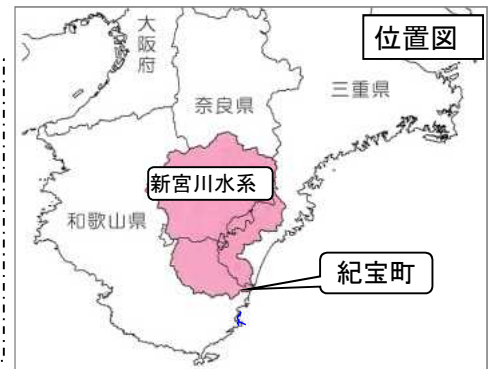 位置図
大阪府
奈良県
三重県
新宮川水系
和歌山県
紀宝町